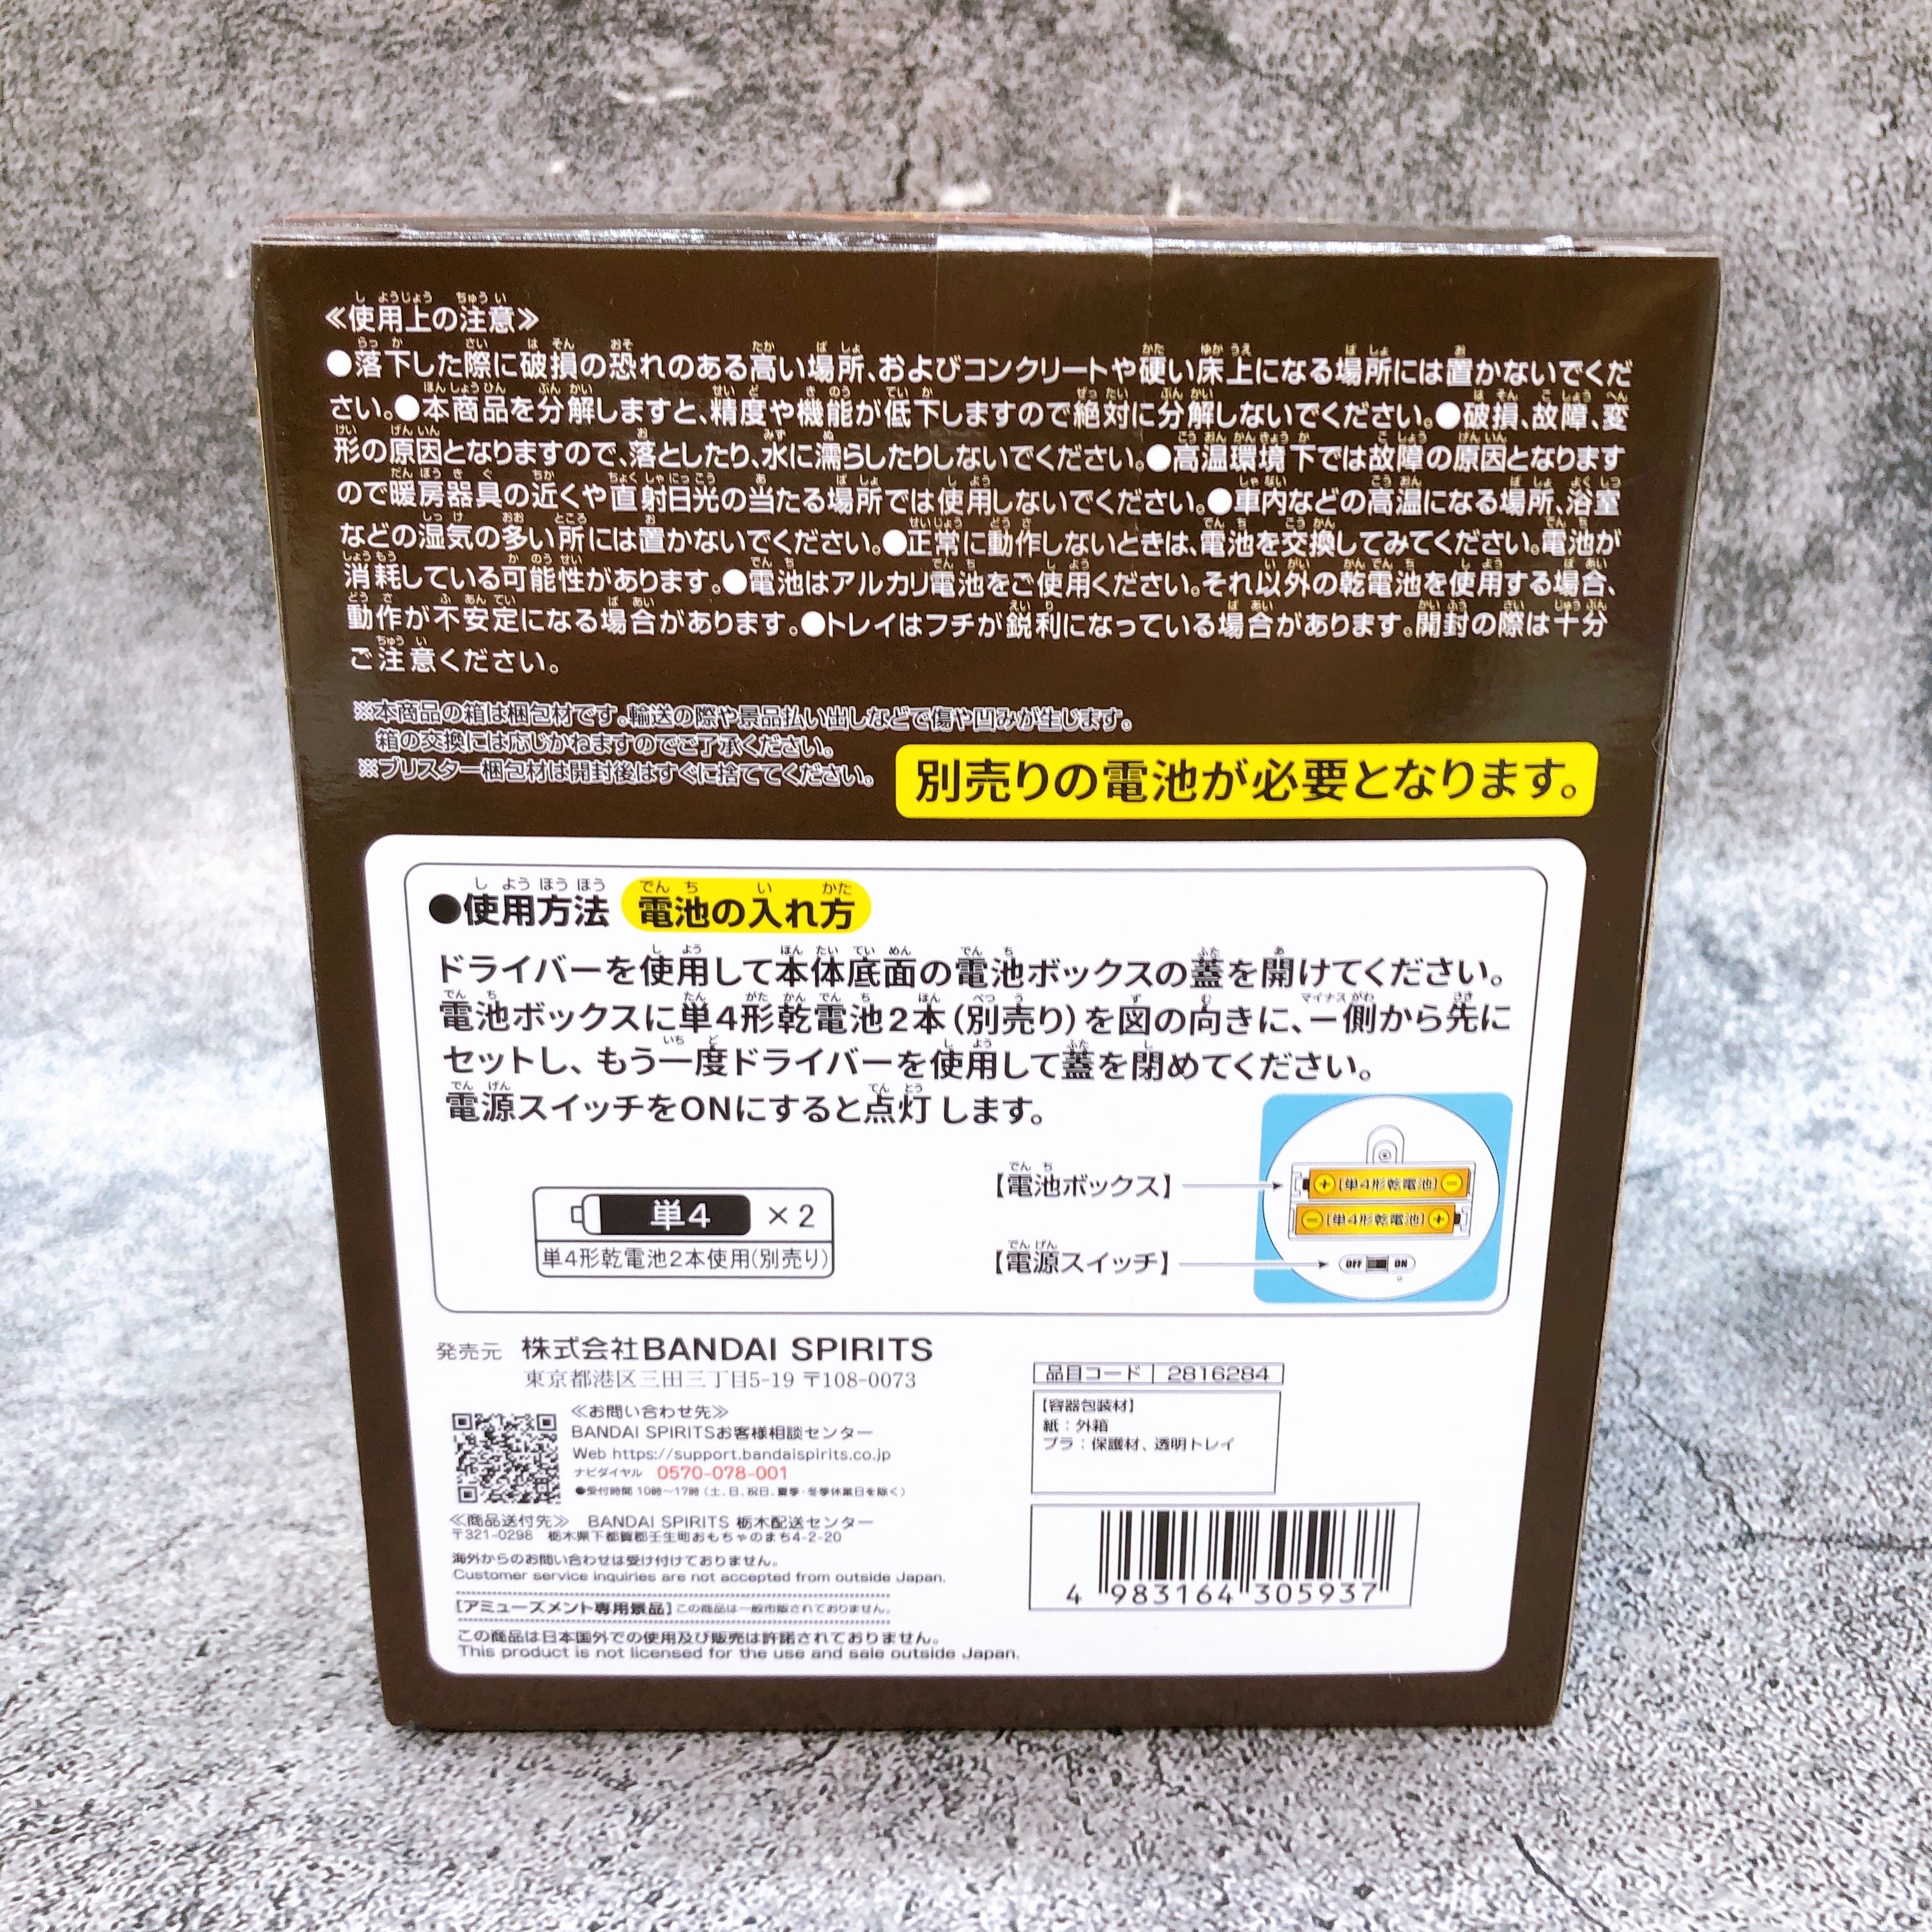 ≪使用上の注意≫
●落下した際に破損の恐れのある高い場所、およびコンクリートや硬い床上になる場所には置かないでくだ
さい。●本商品を分解しますと、精度や機能が低下しますので絶対に分解しないでください。●破損、故障、変
形の原因となりますので、落としたり、水に濡らしたりしないでください。●高温環境下では故障の原因となります
ので暖房器具の近くや直射日光の当たる場所では使用しないでください。●車内などの高温になる場所、浴室
などの湿気の多い所には置かないでください。●正常に動作しないときは、電池を交換してみてください。電池が
消耗している可能性があります。●電池はアルカリ電池をご使用ください。それ以外の乾電池を使用する場合、
動作が不安定になる場合があります。●トレイはフチが鋭利になっている場合があります。開封の際は十分
ご注意ください。
※本商品の箱は梱包材です。輸送の際や景品払い出しなどで傷や凹みが生じます。
箱の交換には応じかねますのでご了承ください。
※ブリスター梱包材は開封後はすぐに捨ててください。
別売りの電池が必要となります。
●使用方法 電池の入れ方
ドライバーを使用して本体底面の電池ボックスの蓋を開けてください。
電池ボックスに単4形乾電池2本(別売り)を図の向きに、ー側から先に
セットし、もう一度ドライバーを使用して蓋を閉めてください。
電源スイッチをONにすると点灯します。
単4 ×2
単4形乾電池2本使用(別売り)
【電池ボックス】
+ [単4形乾電池] −
− [単4形乾電池] +
【電源スイッチ】
OFF ON
発売元 株式会社BANDAI SPIRITS
東京都港区三田三丁目5-19 〒108-0073
≪お問い合わせ先≫
BANDAI SPIRITSお客様相談センター
Web https://support.bandaispirits.co.jp
ナビダイヤル 0570-078-001
●受付時間 10時〜17時(土、日、祝日、夏季・冬季休業日を除く)
≪商品送付先≫ BANDAI SPIRITS 栃木配送センター
〒321-0298 栃木県下都賀郡壬生町おもちゃのまち4-2-20
海外からのお問い合わせは受け付けておりません。
Customer service inquiries are not accepted from outside Japan.
[アミューズメント専用景品] この商品は一般市販されておりません。
この商品は日本国外での使用及び販売は許諾されておりません。
This product is not licensed for the use and sale outside Japan.
品目コード 2816284
【容器包装材】
紙:外箱
プラ:保護材、透明トレイ
4 983164 305937